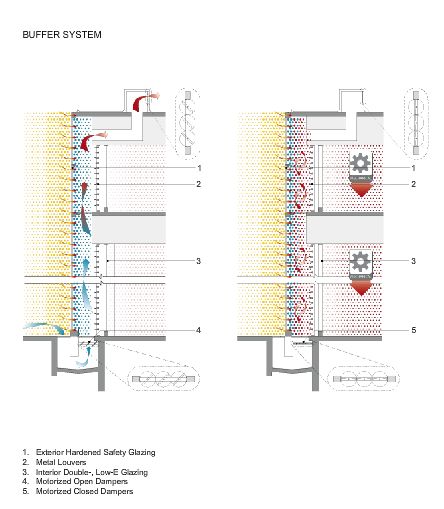 BUFFER SYSTEM
1
2
3
4
1
2
3
5
1. Exterior Hardened Safety Glazing
2. Metal Louvers
3. Interior Double-, Low-E Glazing
4. Motorized Open Dampers
5. Motorized Closed Dampers